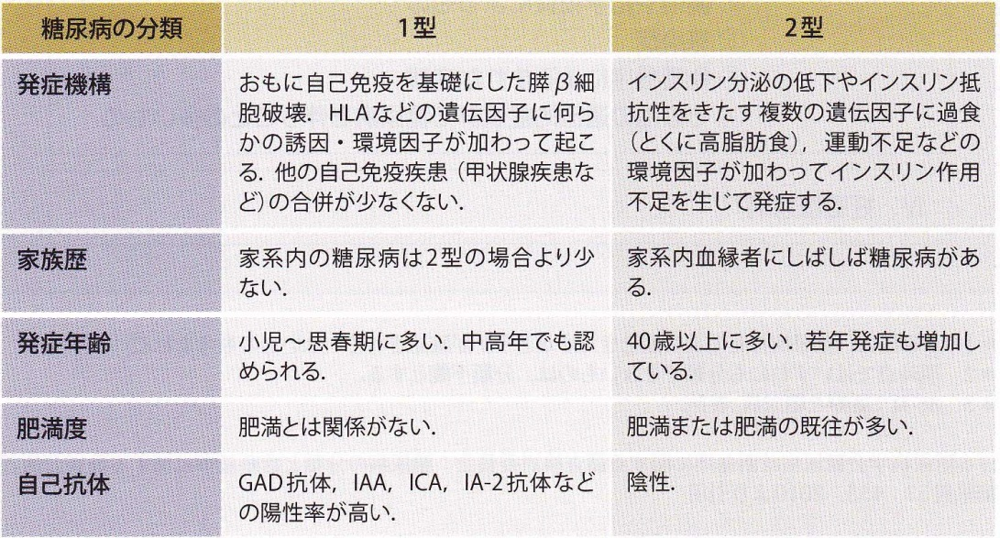 糖尿病の分類
1型
2型
発症機構
おもに自己免疫を基礎にした膵β細
胞破壊．HLAなどの遺伝因子に何ら
かの誘因・環境因子が加わって起こ
る．他の自己免疫疾患（甲状腺疾患な
ど）の合併が少なくない．
インスリン分泌の低下やインスリン抵
抗性をきたす複数の遺伝因子に過食
（とくに高脂肪食），運動不足などの
環境因子が加わってインスリン作用
不足を生じて発症する．
家族歴
家系内の糖尿病は2型の場合より少
ない．
家系内血縁者にしばしば糖尿病があ
る．
発症年齢
小児～思春期に多い．中高年でも認
められる．
40歳以上に多い．若年発症も増加し
ている．
肥満度
肥満とは関係がない．
肥満または肥満の既往が多い．
自己抗体
GAD抗体，IAA，ICA，IA-2抗体など
の陽性率が高い．
陰性．